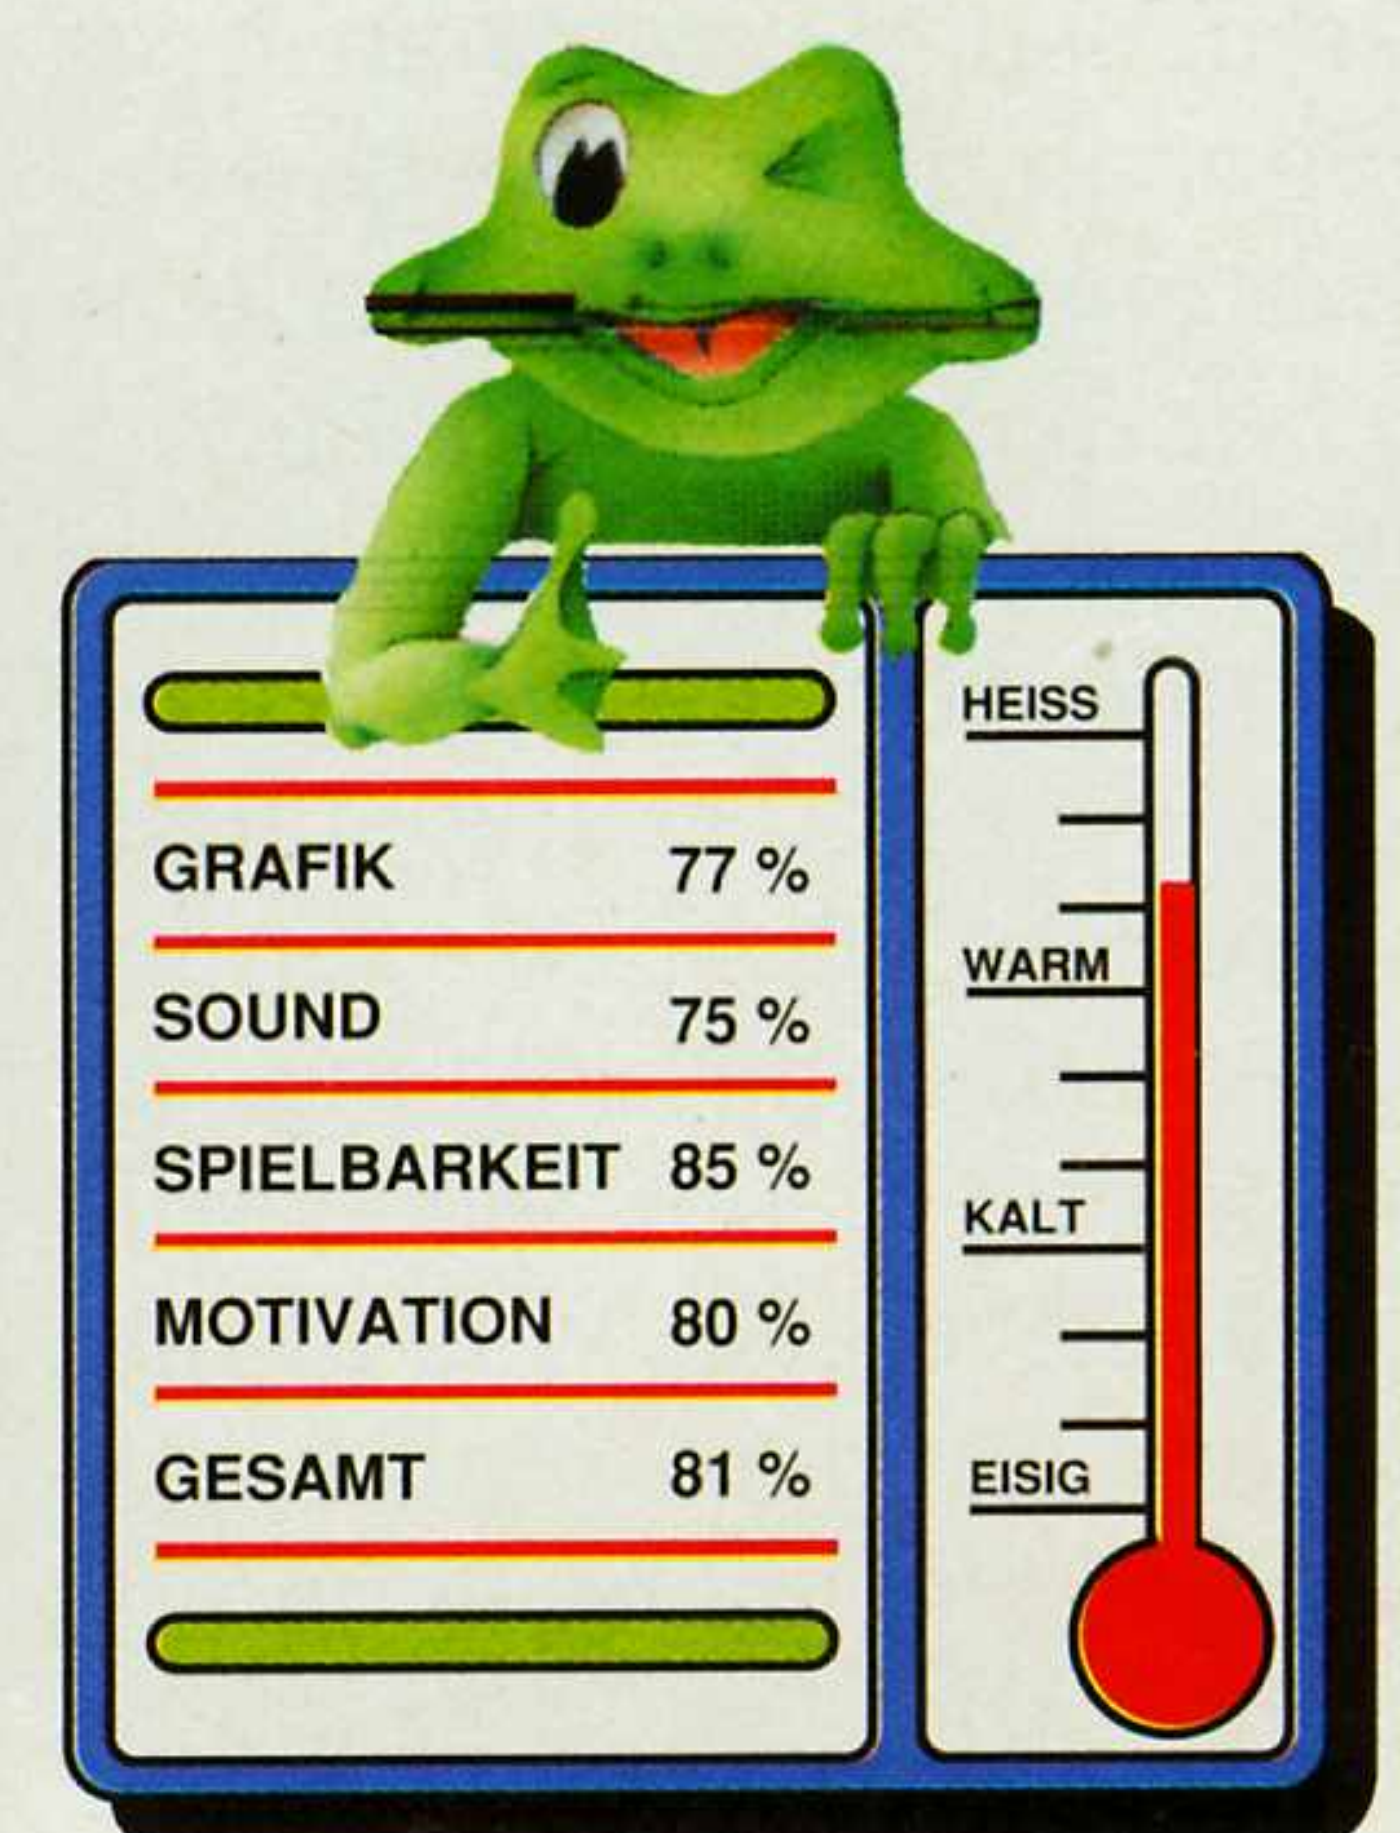 GRAFIK 77 %
SOUND 75 %
SPIELBARKEIT 85 %
MOTIVATION 80 %
GESAMT 81 %
HEISS
WARM
KALT
EISIG